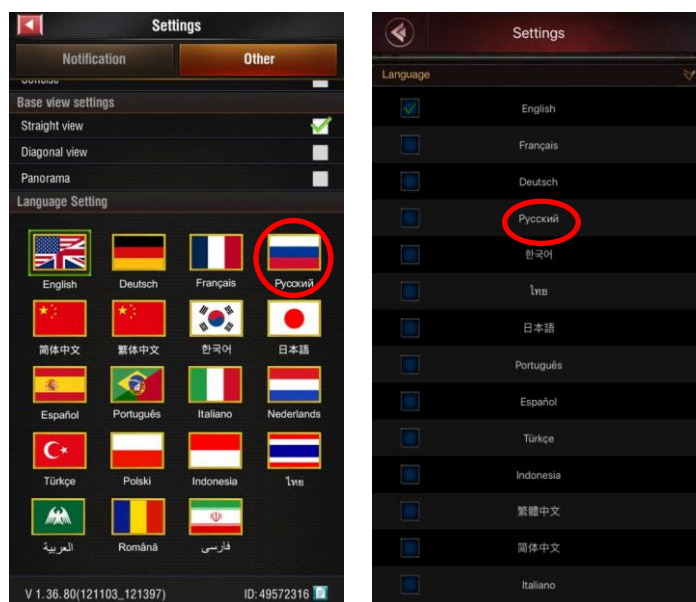 Settings
Notification
Other
Concise
Base view settings
Straight view
Diagonal view
Panorama
Language Setting
English
Deutsch
Français
Русский
简体中文
繁体中文
한국어
日本語
Español
Português
Italiano
Nederlands
Türkçe
Polski
Indonesia
ไทย
العربية
Română
فارسی
V 1.36.80(121103_121397)
ID: 49572316
Settings
Language
English
Français
Deutsch
Русский
한국어
ไทย
日本語
Português
Español
Türkçe
Indonesia
繁體中文
简体中文
Italiano